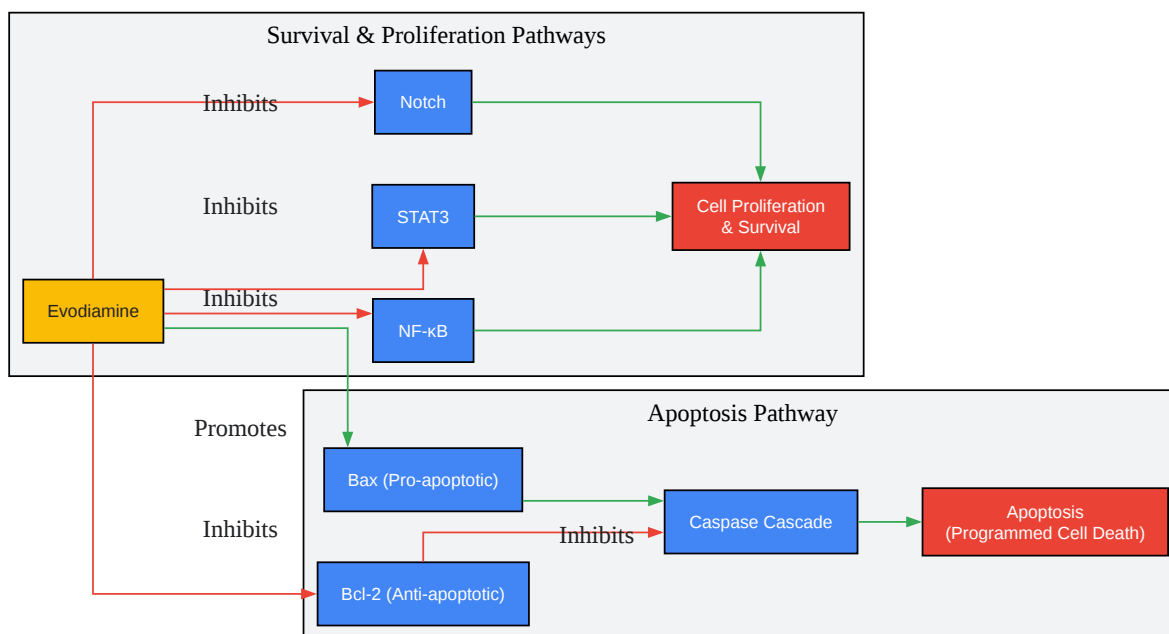 Survival & Proliferation Pathways
Inhibits
Notch
Inhibits
STAT3
Cell Proliferation
& Survival
Evodiamine
Inhibits
NF-κB
Apoptosis Pathway
Promotes
Bax (Pro-apoptotic)
Inhibits
Inhibits
Caspase Cascade
Apoptosis
(Programmed Cell Death)
Bcl-2 (Anti-apoptotic)